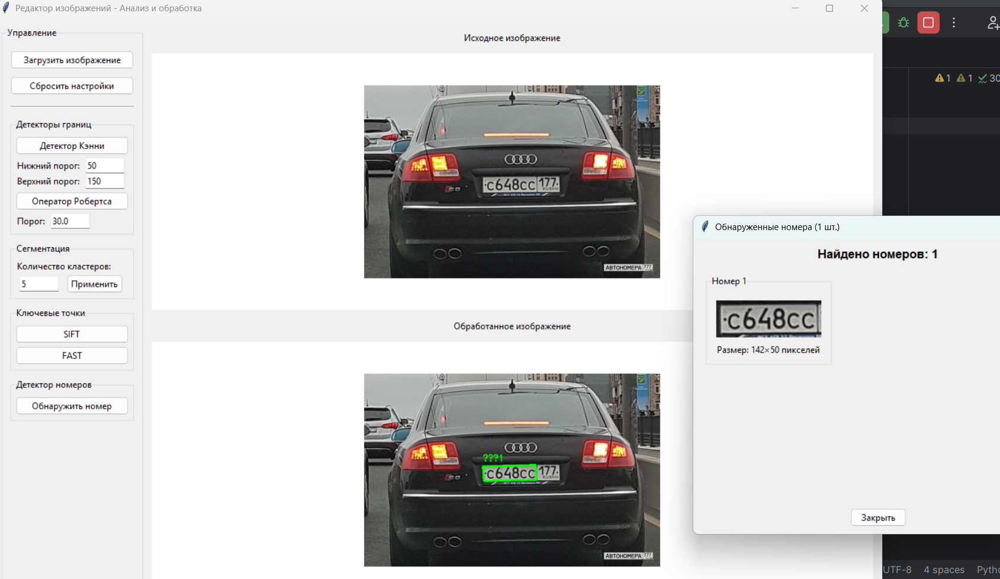 Редактор изображений - Анализ и обработка
Управление
Загрузить изображение
Сбросить настройки
Детекторы границ
Детектор Кэнни
Нижний порог: 50
Верхний порог: 150
Оператор Робертса
Порог: 30.0
Сегментация
Количество кластеров:
5 Применить
Ключевые точки
SIFT
FAST
Детектор номеров
Обнаружить номер
Исходное изображение
с648сс 177
RUS
АВТОНОМЕРА 777
Обработанное изображение
???1
с648сс 177
RUS
АВТОНОМЕРА 777
1 1 30
Обнаруженные номера (1 шт.)
Найдено номеров: 1
Номер 1
с648сс
Размер: 142×50 пикселей
Закрыть
UTF-8 4 spaces Pytho